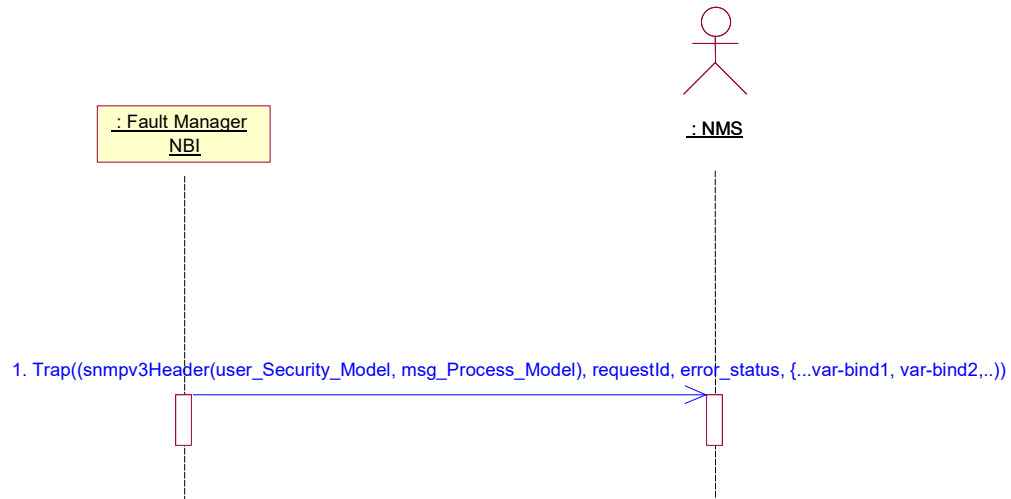 : Fault Manager
NBI
: NMS
1. Trap((snmpv3Header(user_Security_Model, msg_Process_Model), requestId, error_status, {...var-bind1, var-bind2,..))